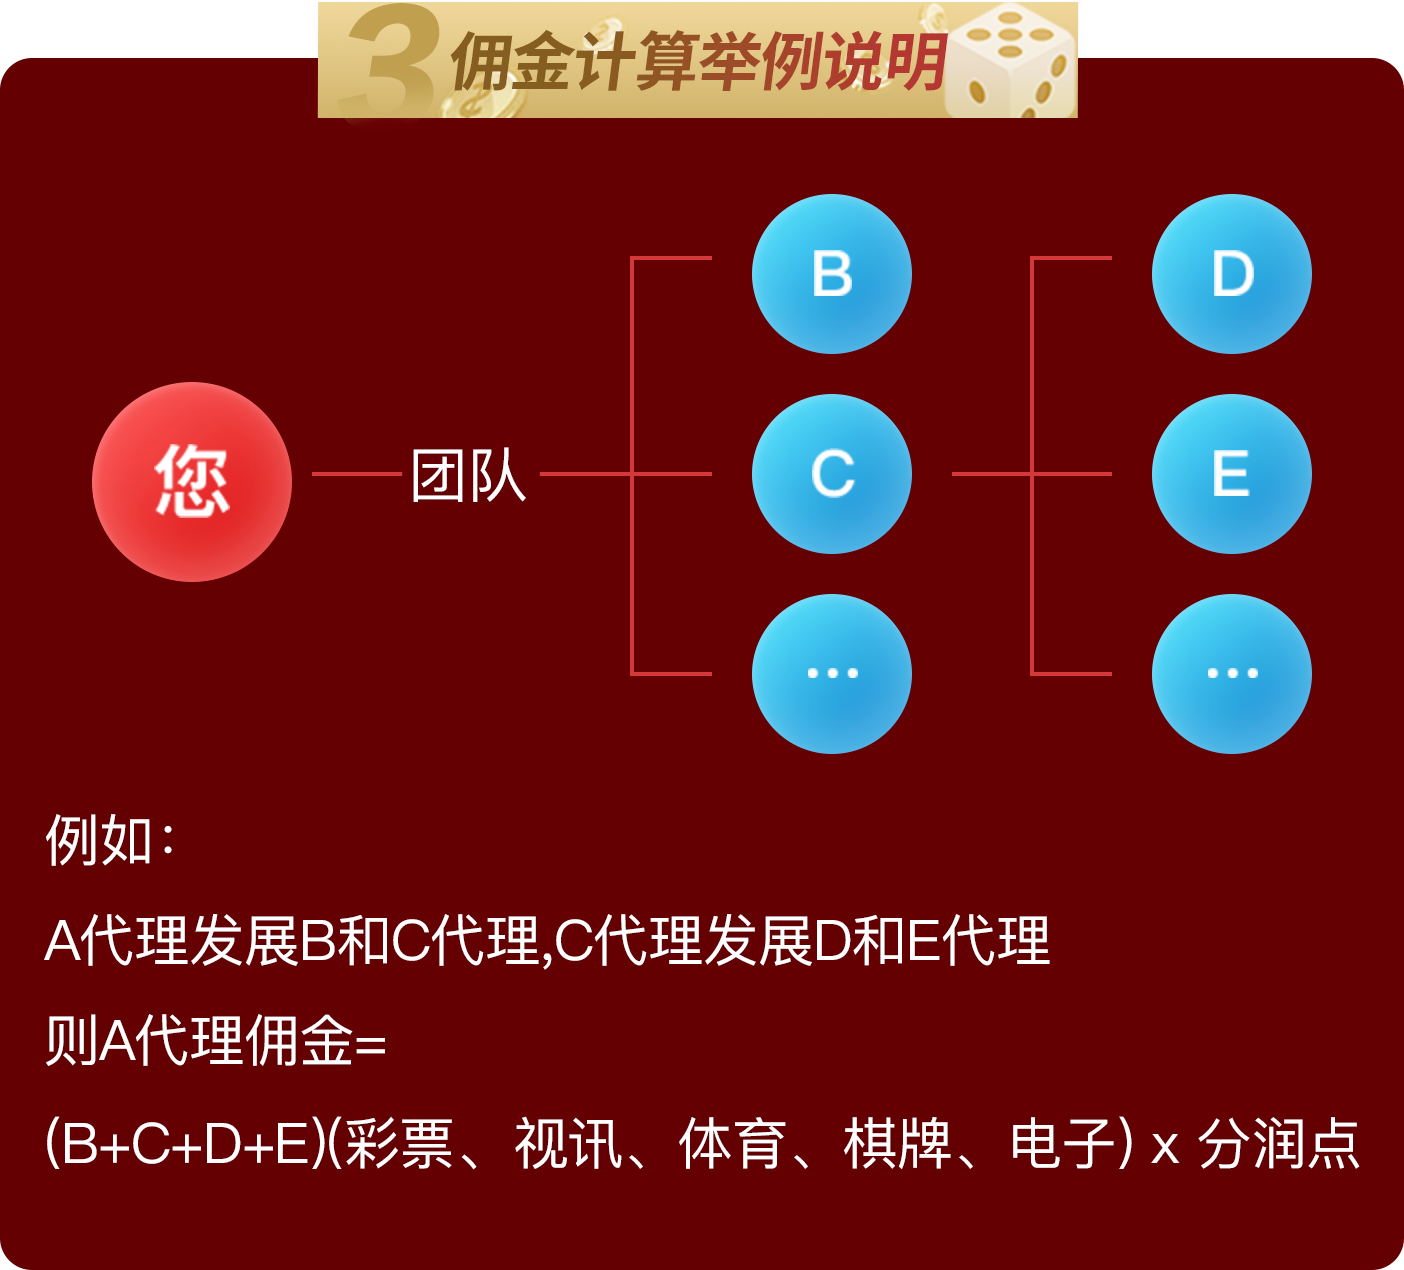 3 佣金计算举例说明
B
D
您
团队
C
E
...
...
例如：
A代理发展B和C代理,C代理发展D和E代理
则A代理佣金=
(B+C+D+E)(彩票、视讯、体育、棋牌、电子) x 分润点